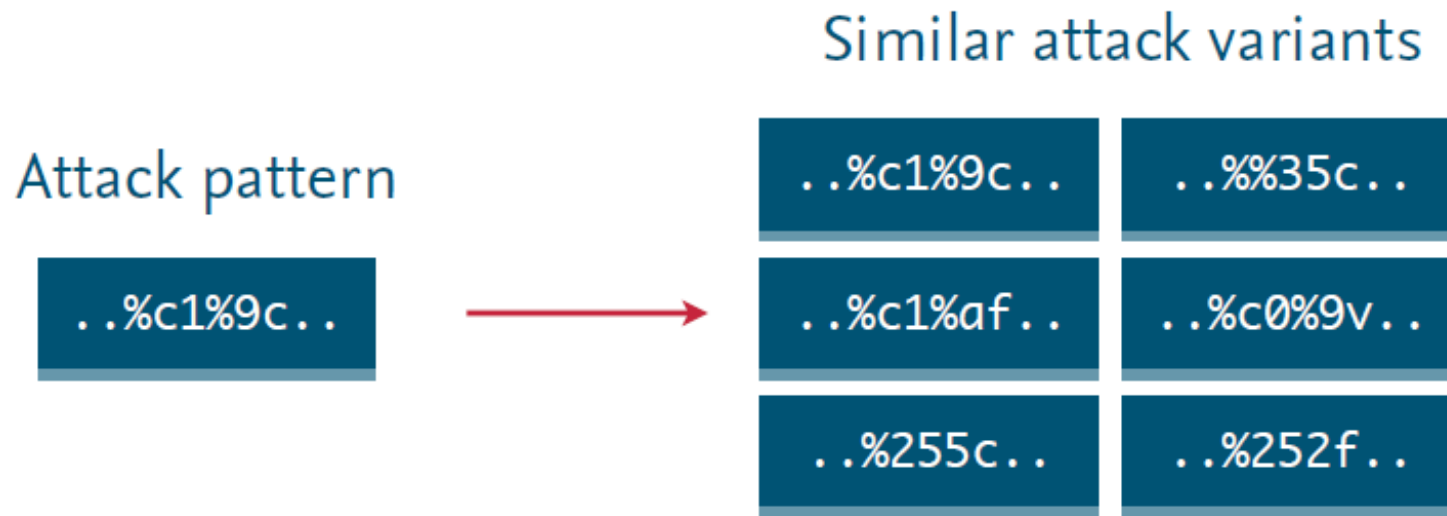 Similar attack variants
Attack pattern
..%c1%9c..
..%c1%9c..
..%%35c..
..%c1%af..
..%c0%9v..
..%255c..
..%252f..